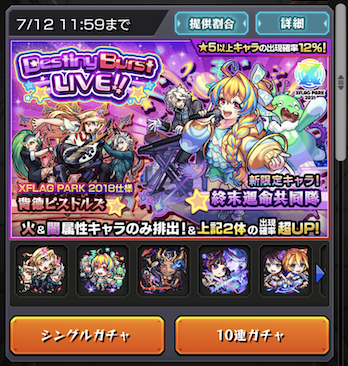 7/12 11:59まで
提供割合
詳細
★5以上キャラの出現確率12%!
Destiny Burst
LIVE!!
XFLAG PARK
2021
XFLAG PARK 2018仕様
背徳ピストルズ
新限定キャラ!
終末運命共同隊
火&闇属性キャラのみ排出!&上記2体の出現確率超UP!
シングルガチャ
10連ガチャ